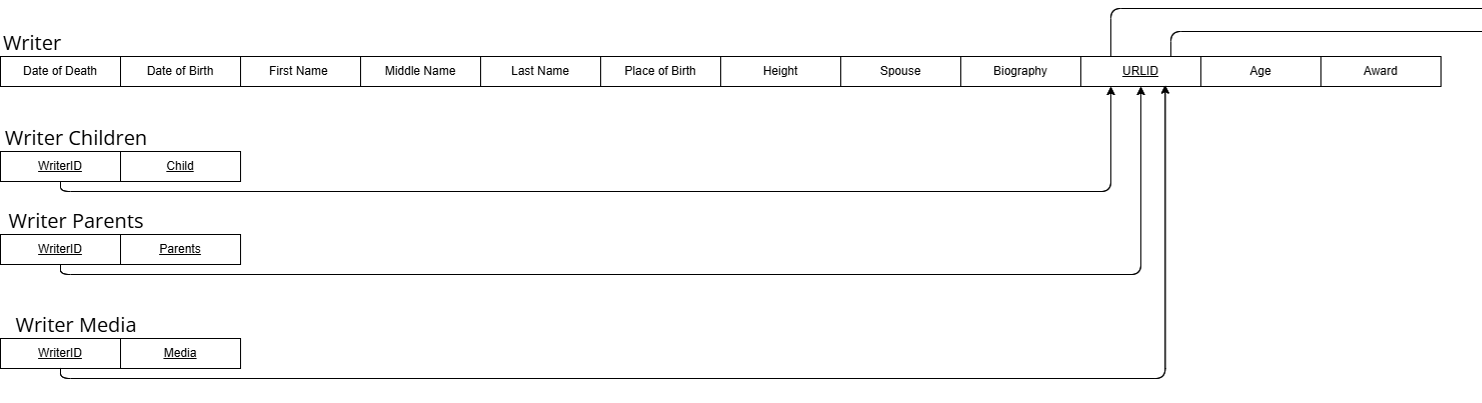 Writer
Date of Death Date of Birth First Name Middle Name Last Name Place of Birth Height Spouse Biography URLID Age Award
Writer Children
WriterID Child
Writer Parents
WriterID Parents
Writer Media
WriterID Media